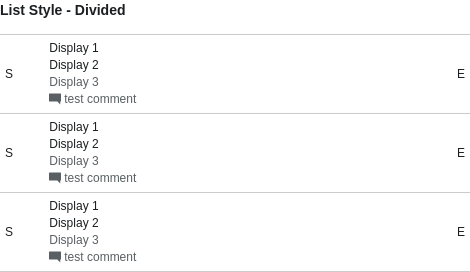 List Style - Divided
Display 1
Display 2
S
E
Display 3
test comment
Display 1
Display 2
S
E
Display 3
test comment
Display 1
Display 2
S
E
Display 3
test comment